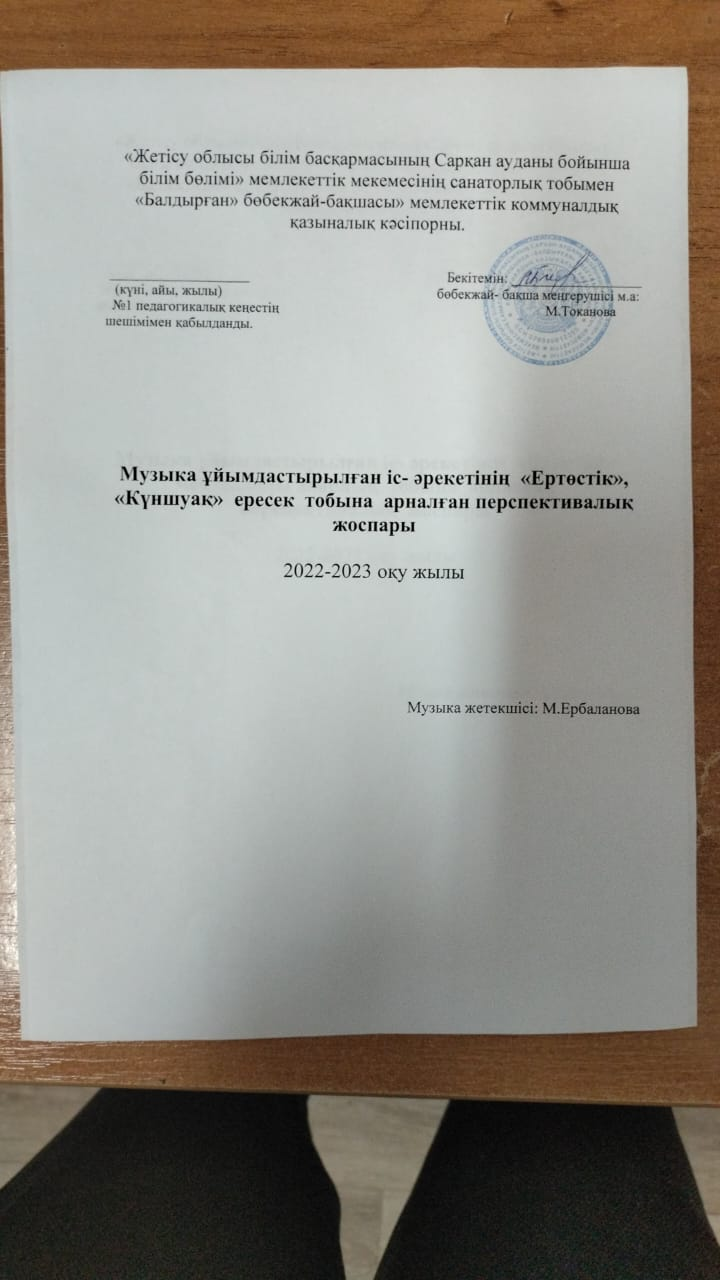 «Жетісу облысы білім басқармасының Сарқан ауданы бойынша
білім бөлімі» мемлекеттік мекемесінің санаторлық тобымен
«Балдырған» бөбекжай-бақшасы» мемлекеттік коммуналдық
қазыналық кәсіпорны.
(күні, айы, жылы)
№1 педагогикалық кеңестің
шешімімен қабылданды.
Бекітемін:
бөбекжай- бақша меңгерушісі м.а:
М.Токанова
Музыка ұйымдастырылған іс- әрекетінің «Ертөстік»,
«Күншуақ» ересек тобына арналған перспективалық
жоспары
2022-2023 оқу жылы
Музыка жетекшісі: М.Ербаланова